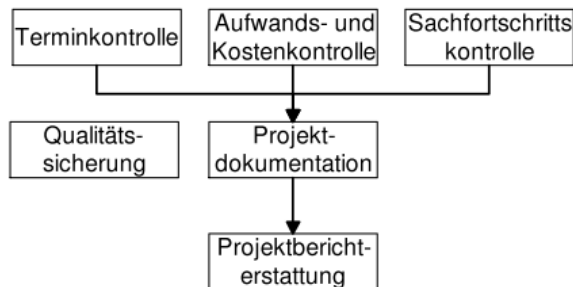 Terminkontrolle
Aufwands- und
Kostenkontrolle
Sachfortschritts
kontrolle
Qualitäts-
sicherung
Projekt-
dokumentation
Projektbericht-
erstattung